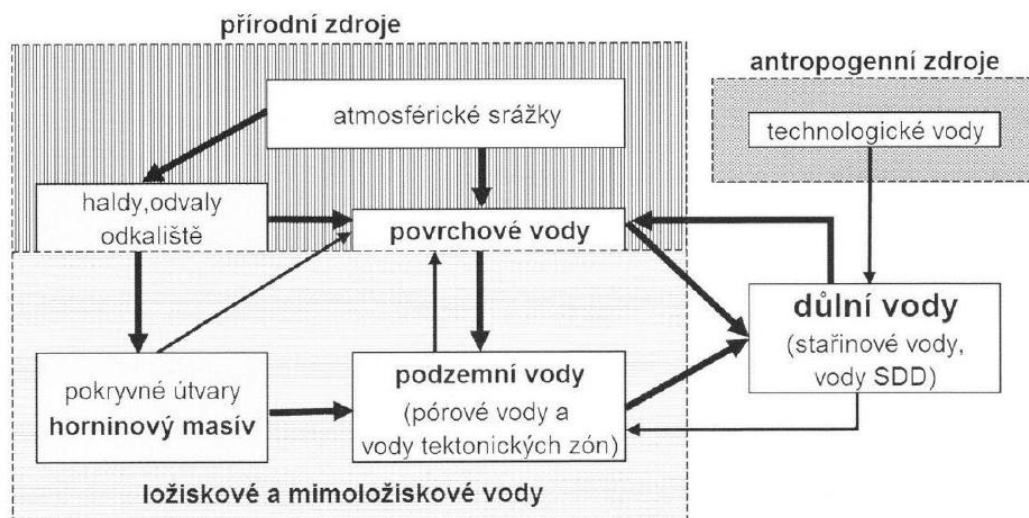 přírodní zdroje
antropogenní zdroje
atmosférické srážky
technologické vody
haldy,odvaly
odkaliště
povrchové vody
důlní vody
(stařinové vody,
vody SDD)
pokryvné útvary
horninový masív
podzemní vody
(pórové vody a
vody tektonických zón)
ložiskové a mimoložiskové vody